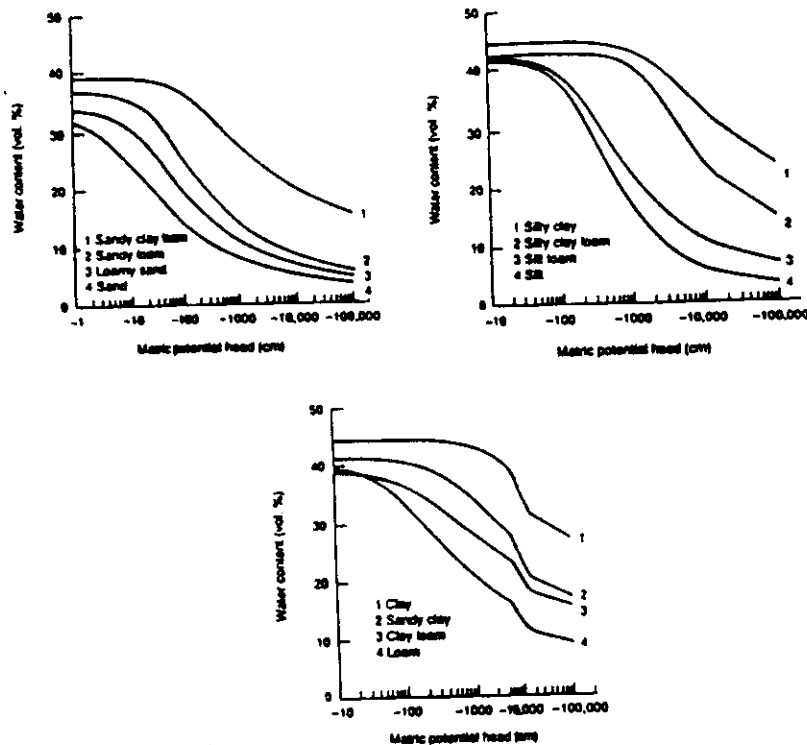 50
40
30
20
10
0
Water content (vol. %)
1 Sandy clay loam
2 Sandy loam
3 Loamy sand
4 Sand
1
2
3
4
-1
-10
-100
-1000
-10,000
-100,000
Matric potential head (cm)
50
40
30
20
10
0
Water content (vol. %)
1 Silty clay
2 Silty clay loam
3 Silt loam
4 Silt
1
2
3
4
-10
-100
-1000
-10,000
-100,000
Matric potential head (cm)
50
40
30
20
10
0
Water content (vol. %)
1 Clay
2 Sandy clay
3 Clay loam
4 Loam
1
2
3
4
-10
-100
-1000
-10,000
-100,000
Matric potential head (cm)